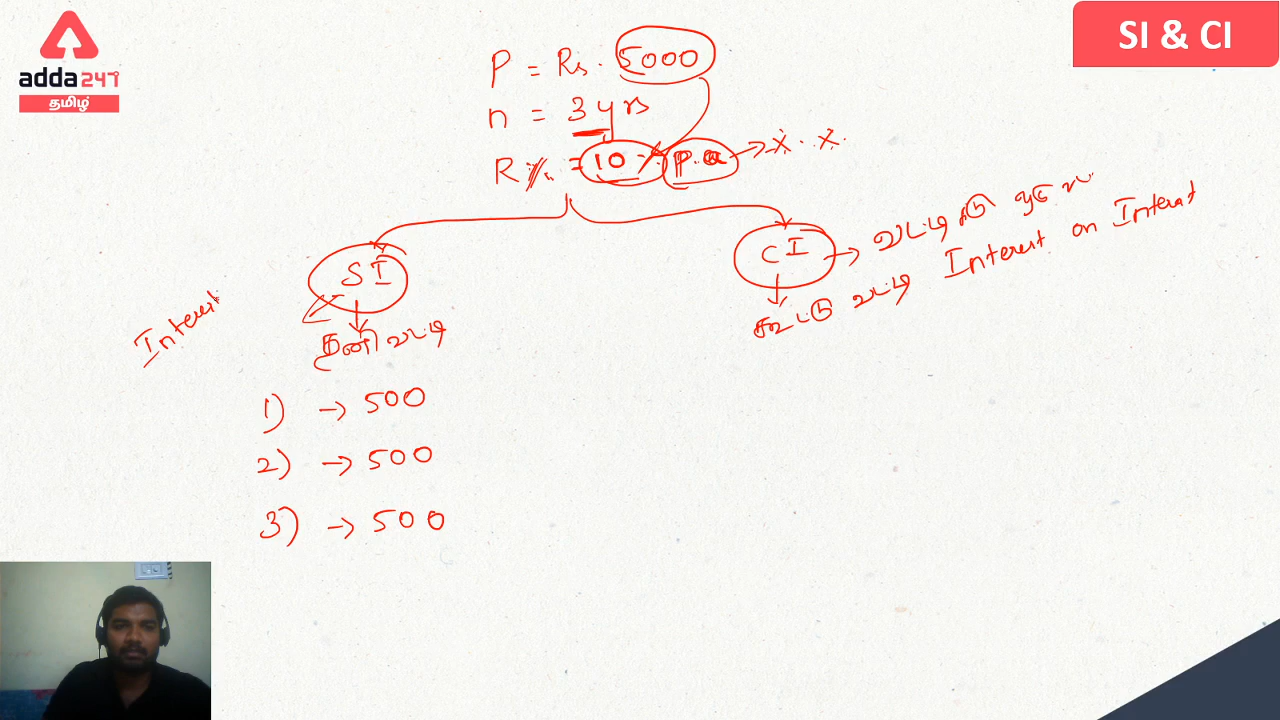 adda247
தமிழ்
SI & CI
P = Rs. 5000
n = 3 yrs
R % = 10 % p.a
SI
CI
தனி வட்டி
கூட்டு வட்டி
வட்டிக்கு
Interest on Interest
Interest
1) → 500
2) → 500
3) → 500